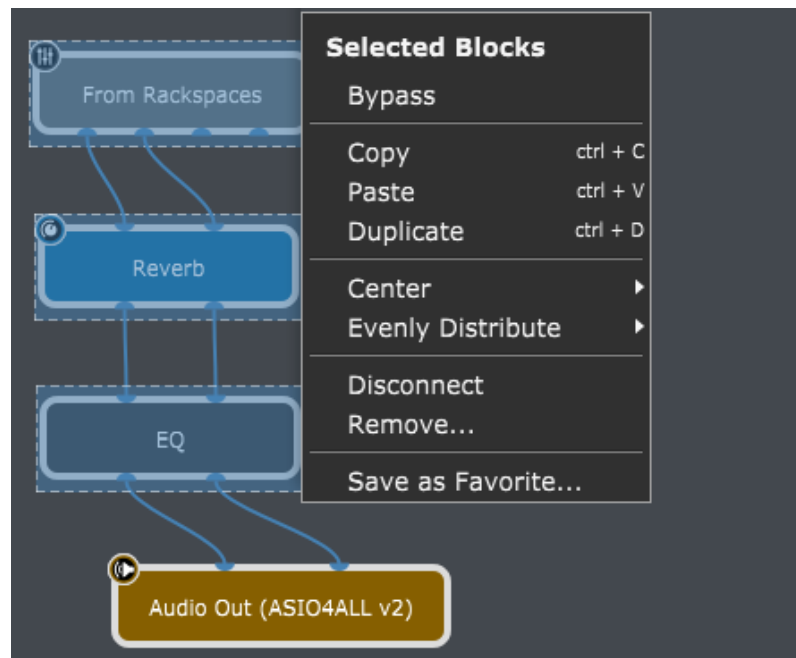 Selected Blocks
From Rackspaces
Bypass
Copy ctrl + C
Paste ctrl + V
Duplicate ctrl + D
Reverb
Center
Evenly Distribute
Disconnect
Remove...
EQ
Save as Favorite...
Audio Out (ASIO4ALL v2)